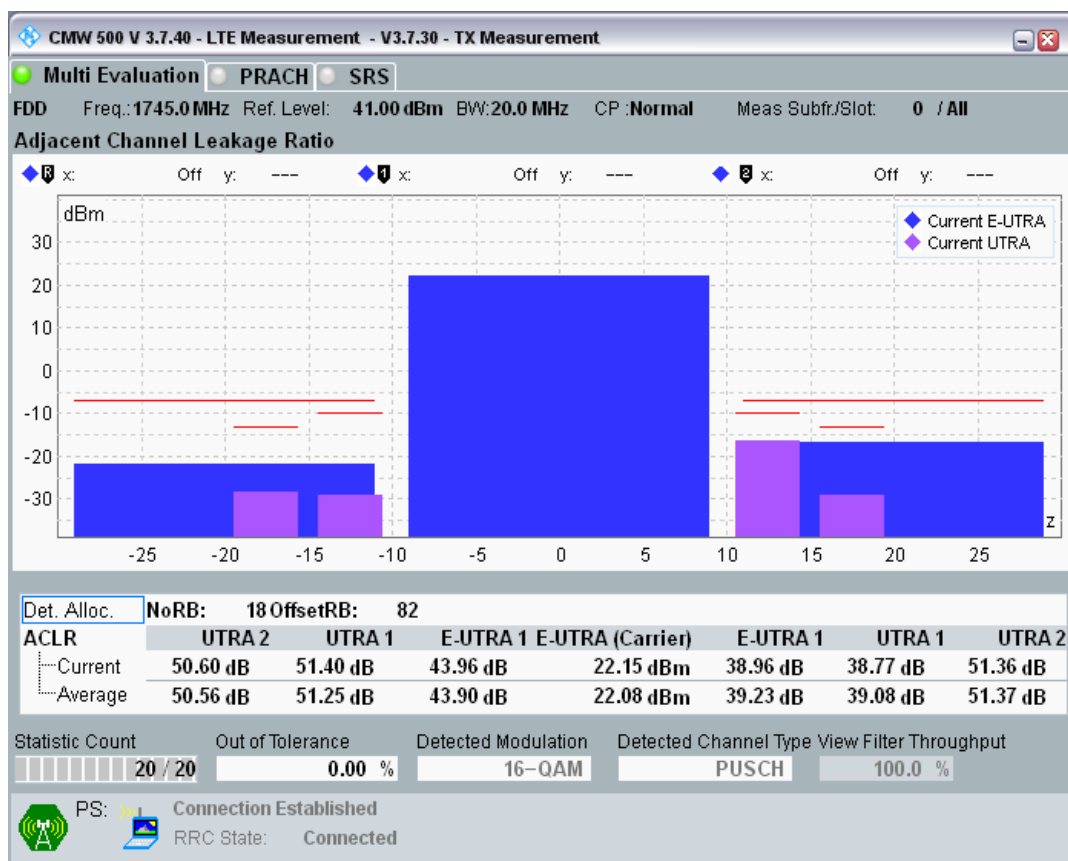 CMW 500 V 3.7.40 - LTE Measurement - V3.7.30 - TX Measurement
Multi Evaluation PRACH SRS
FDD Freq.:1745.0 MHz Ref. Level: 41.00 dBm BW:20.0 MHz CP :Normal Meas Subfr./Slot: 0 / All
Adjacent Channel Leakage Ratio
R x: Off y: --- 1 x: Off y: --- 2 x: Off y: ---
dBm
Current E-UTRA
Current UTRA
30
20
10
0
-10
-20
-30
z
-25 -20 -15 -10 -5 0 5 10 15 20 25
Det. Alloc. NoRB: 18 OffsetRB: 82
ACLR UTRA 2 UTRA 1 E-UTRA 1 E-UTRA (Carrier) E-UTRA 1 UTRA 1 UTRA 2
Current 50.60 dB 51.40 dB 43.96 dB 22.15 dBm 38.96 dB 38.77 dB 51.36 dB
Average 50.56 dB 51.25 dB 43.90 dB 22.08 dBm 39.23 dB 39.08 dB 51.37 dB
Statistic Count Out of Tolerance Detected Modulation Detected Channel Type View Filter Throughput
20 / 20 0.00 % 16-QAM PUSCH 100.0 %
PS: Connection Established
RRC State: Connected